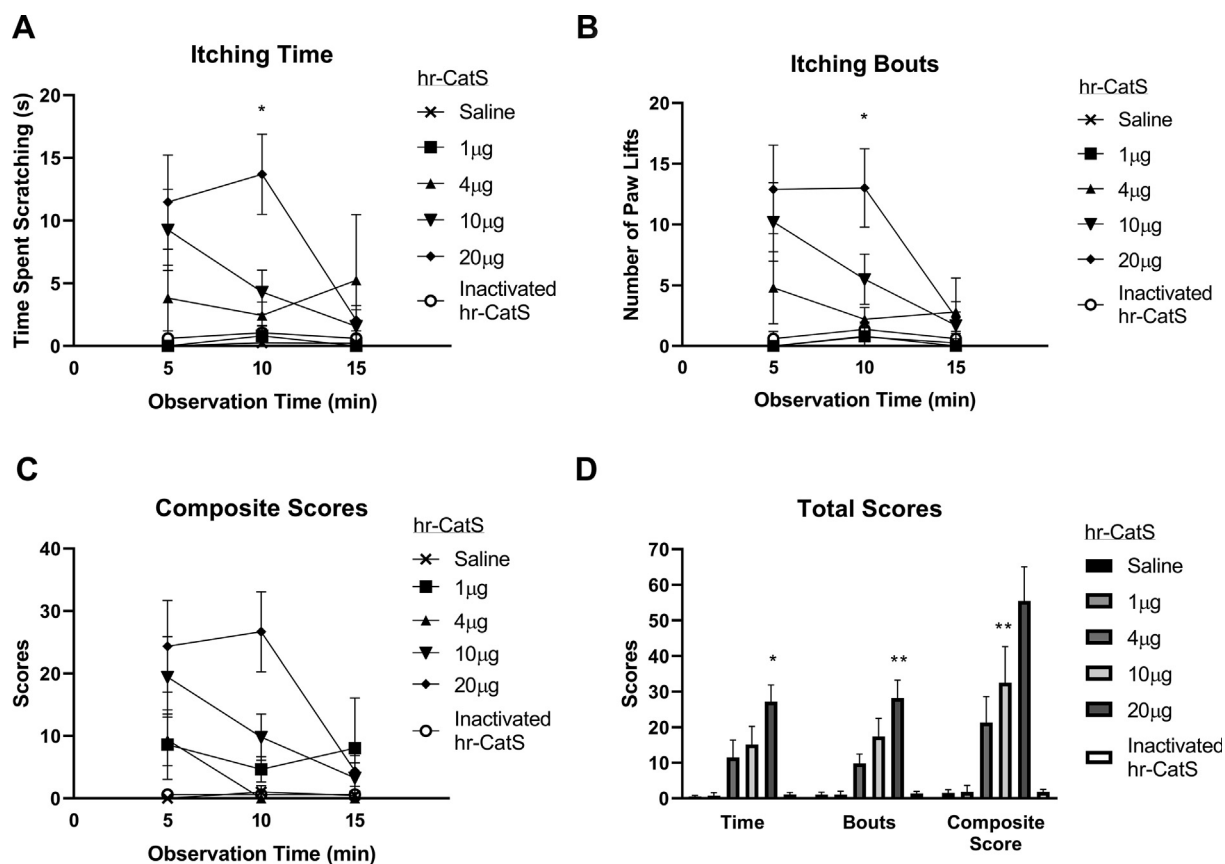 A
Itching Time
Time Spent Scratching (s)
20
15
10
5
0
*
0 5 10 15
Observation Time (min)
hr-CatS
Saline
1μg
4μg
10μg
20μg
Inactivated
hr-CatS
B
Itching Bouts
Number of Paw Lifts
20
15
10
5
0
*
0 5 10 15
Observation Time (min)
hr-CatS
Saline
1μg
4μg
10μg
20μg
Inactivated
hr-CatS
C
Composite Scores
Scores
40
30
20
10
0
0 5 10 15
Observation Time (min)
hr-CatS
Saline
1μg
4μg
10μg
20μg
Inactivated
hr-CatS
D
Total Scores
Scores
70
60
50
40
30
20
10
0
* ** **
Time Bouts Composite
Score
hr-CatS
Saline
1μg
4μg
10μg
20μg
Inactivated
hr-CatS